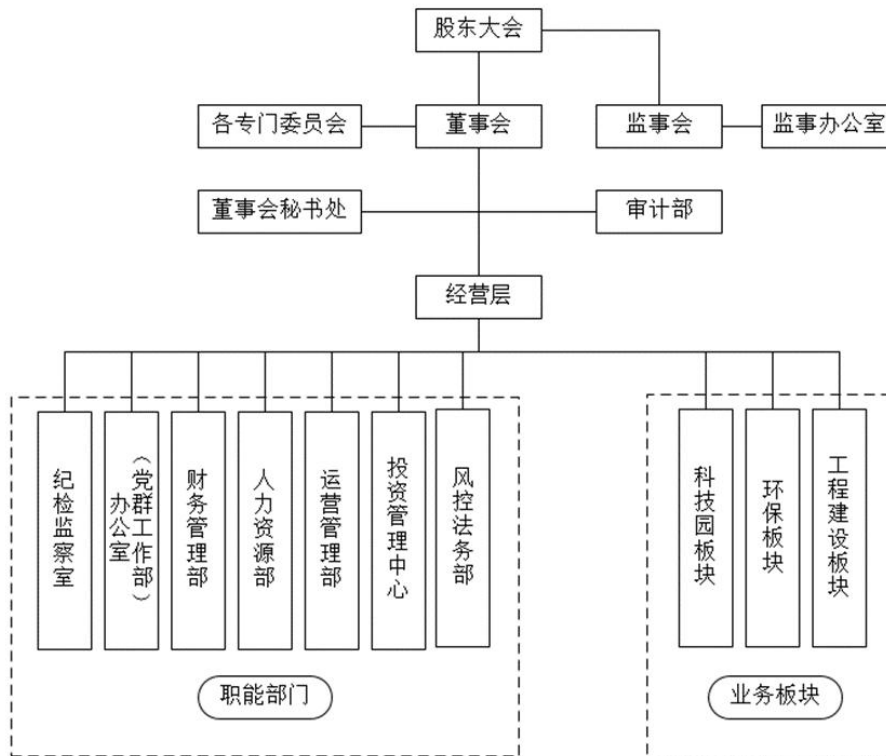 股东大会
各专门委员会
董事会
监事会
监事办公室
董事会秘书处
审计部
经营层
纪检监察室
办公室
（党群工作部）
财务管理部
人力资源部
运营管理部
投资管理中心
风控法务部
科技园板块
环保板块
工程建设板块
职能部门
业务板块